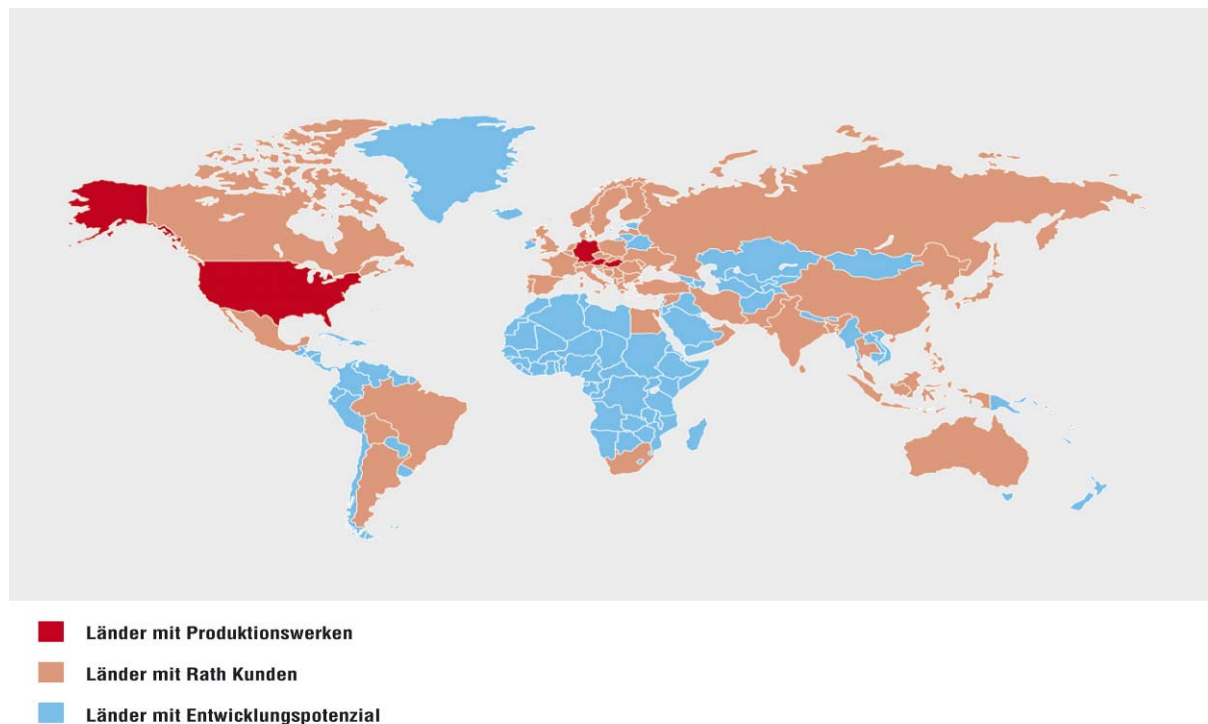 Länder mit Produktionswerken
Länder mit Rath Kunden
Länder mit Entwicklungspotenzial